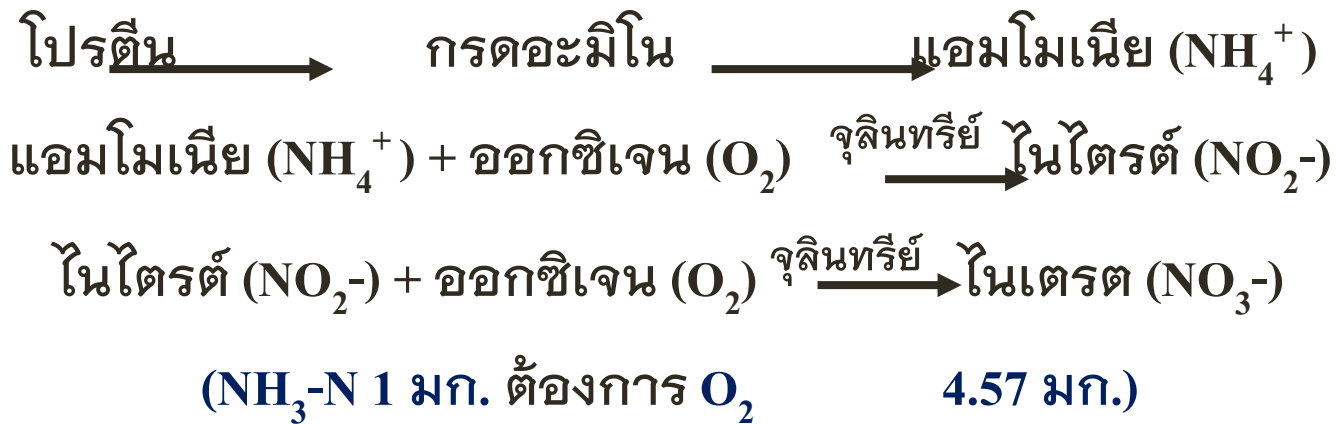 โปรตีน → กรดอะมิโน → แอมโมเนีย (NH₄⁺)
แอมโมเนีย (NH₄⁺) + ออกซิเจน (O₂) จุลินทรีย์ → ไนไตรต์ (NO₂-)
ไนไตรต์ (NO₂-) + ออกซิเจน (O₂) จุลินทรีย์ → ไนเตรต (NO₃-)
(NH₃-N 1 มก. ต้องการ O₂ 4.57 มก.)